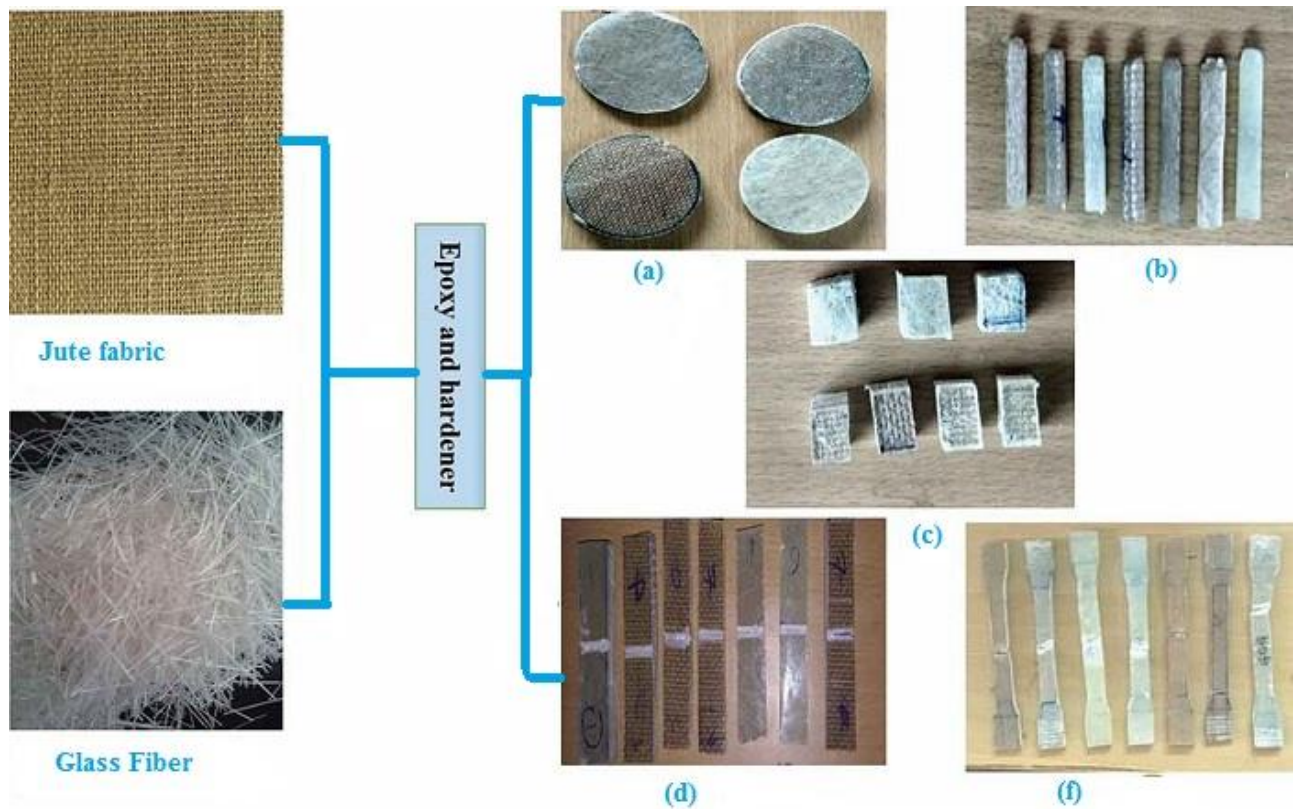 Jute fabric
Glass Fiber
Epoxy and hardener
(a)
(b)
(c)
(d)
(f)